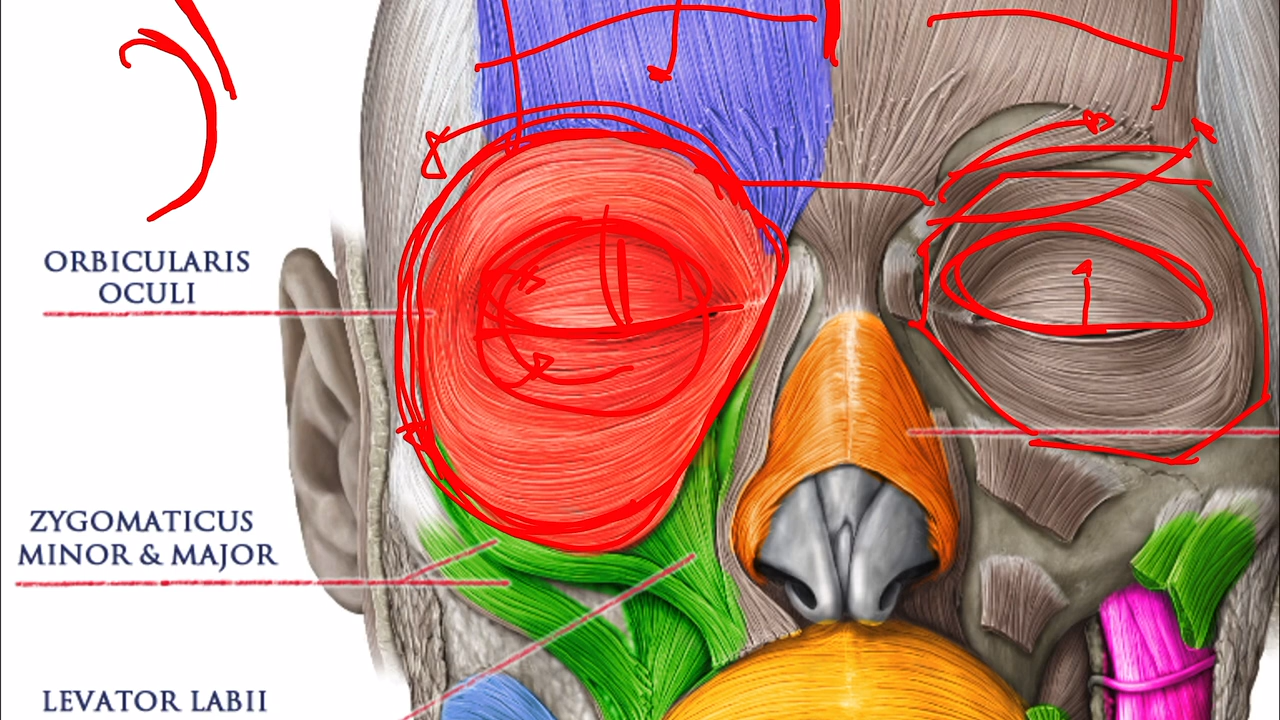 ORBICULARIS
OCULI
ZYGOMATICUS
MINOR & MAJOR
LEVATOR LABII